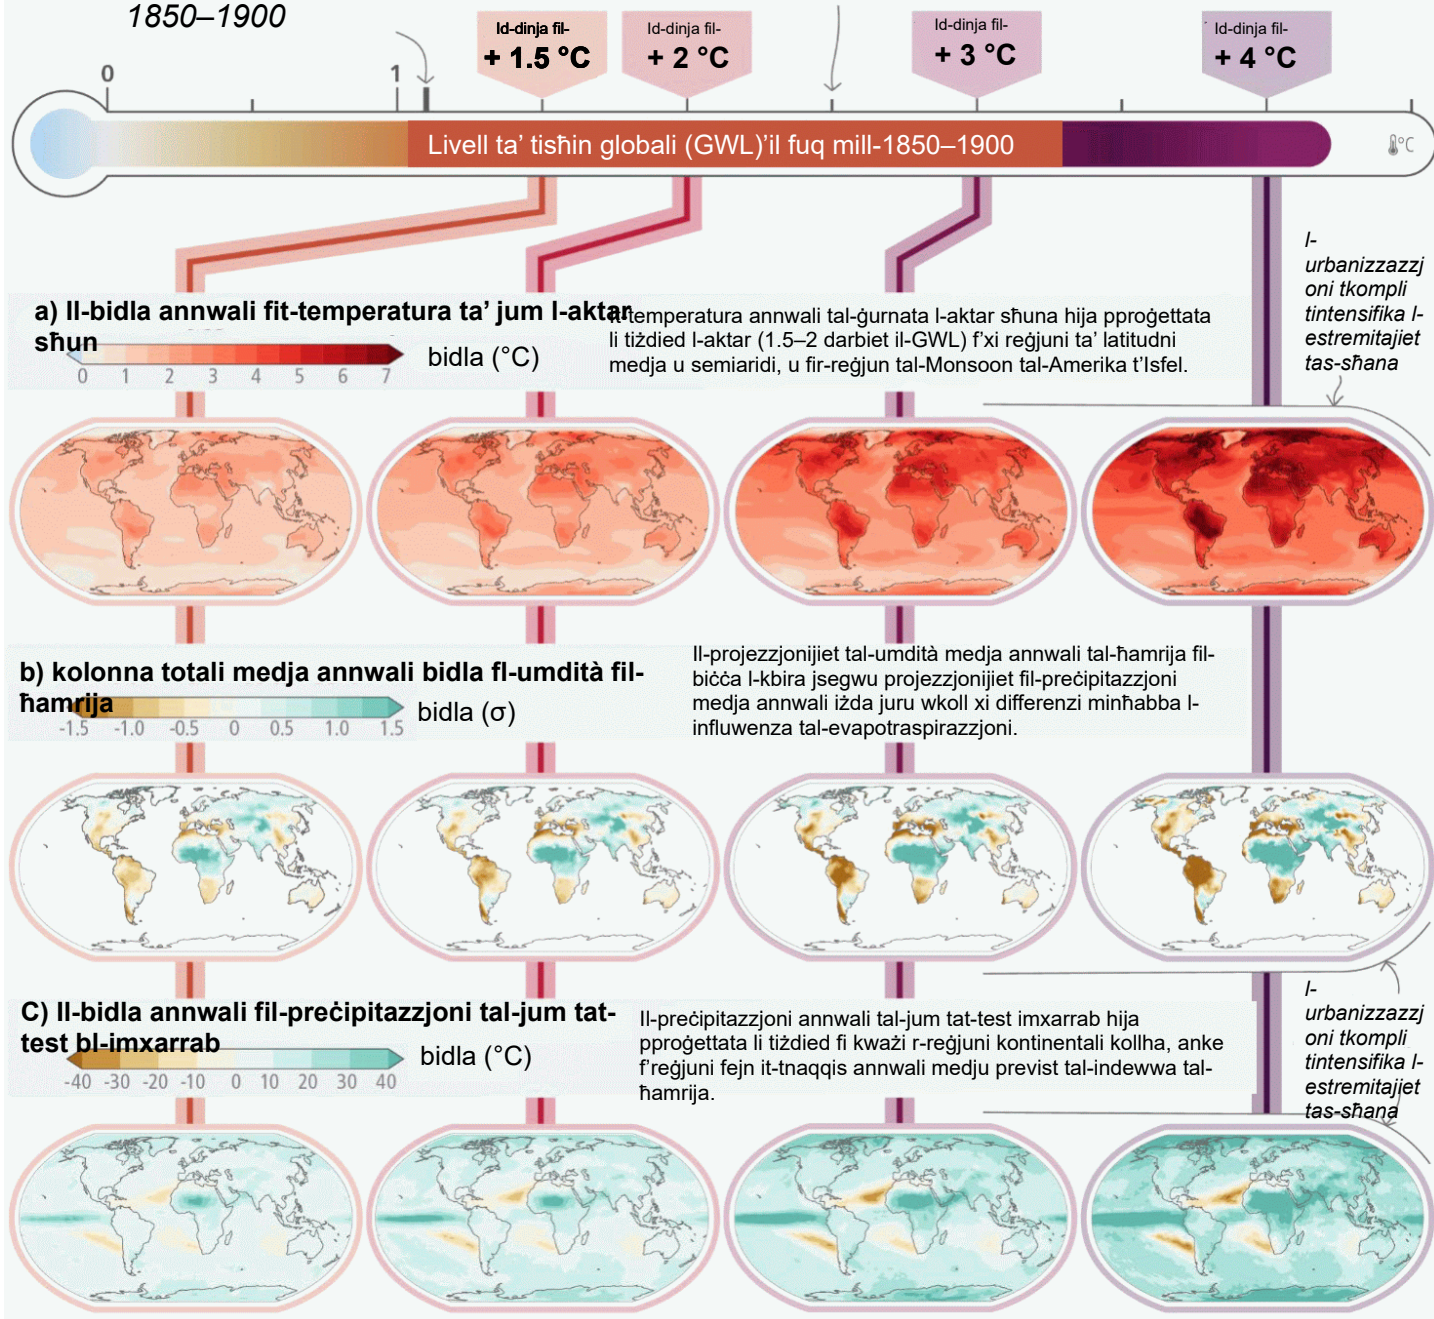 1850–1900
Id-dinja fil-
+ 1.5 °C
Id-dinja fil-
+ 2 °C
Id-dinja fil-
+ 3 °C
Id-dinja fil-
+ 4 °C
0
1
Livell ta’ tisħin globali (GWL)’il fuq mill-1850–1900
°C
l-
urbanizzazzj
oni tkompli
tintensifika l-
estremitajiet
tas-sħana
a) Il-bidla annwali fit-temperatura ta’ jum l-aktar
sħun
bidla (°C)
0 1 2 3 4 5 6 7
It-temperatura annwali tal-ġurnata l-aktar sħuna hija pproġettata
li tiżdied l-aktar (1.5–2 darbiet il-GWL) f’xi reġjuni ta’ latitudni
medja u semiaridi, u fir-reġjun tal-Monsoon tal-Amerika t’Isfel.
b) kolonna totali medja annwali bidla fl-umdità fil-
ħamrija
bidla (σ)
-1.5 -1.0 -0.5 0 0.5 1.0 1.5
Il-projezzjonijiet tal-umdità medja annwali tal-ħamrija fil-
biċċa l-kbira jsegwu projezzjonijiet fil-preċipitazzjoni
medja annwali iżda juru wkoll xi differenzi minħabba l-
influwenza tal-evapotraspirazzjoni.
C) Il-bidla annwali fil-preċipitazzjoni tal-jum tat-
test bl-imxarrab
bidla (°C)
-40 -30 -20 -10 0 10 20 30 40
Il-preċipitazzjoni annwali tal-jum tat-test imxarrab hija
pproġettata li tiżdied fi kważi r-reġjuni kontinentali kollha, anke
f’reġjuni fejn it-tnaqqis annwali medju previst tal-indewwa tal-
ħamrija.
l-
urbanizzazzj
oni tkompli
tintensifika l-
estremitajiet
tas-sħana